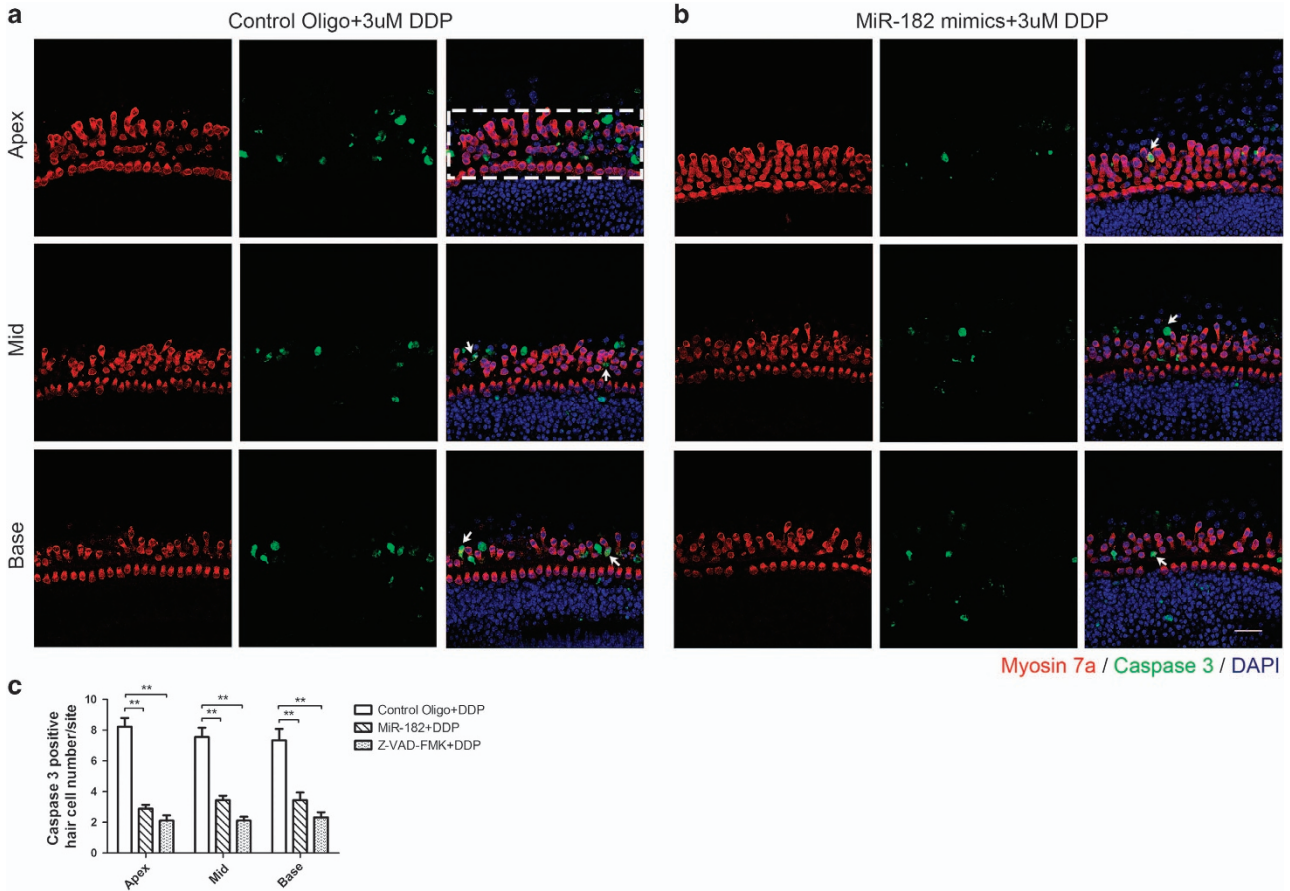 a
Control Oligo+3uM DDP
b
MiR-182 mimics+3uM DDP
Apex
Mid
Base
Myosin 7a / Caspase 3 / DAPI
c
Caspase 3 positive
hair cell number/site
10
8
6
4
2
0
**
**
**
**
**
**
Apex
Mid
Base
Control Oligo+DDP
MiR-182+DDP
Z-VAD-FMK+DDP